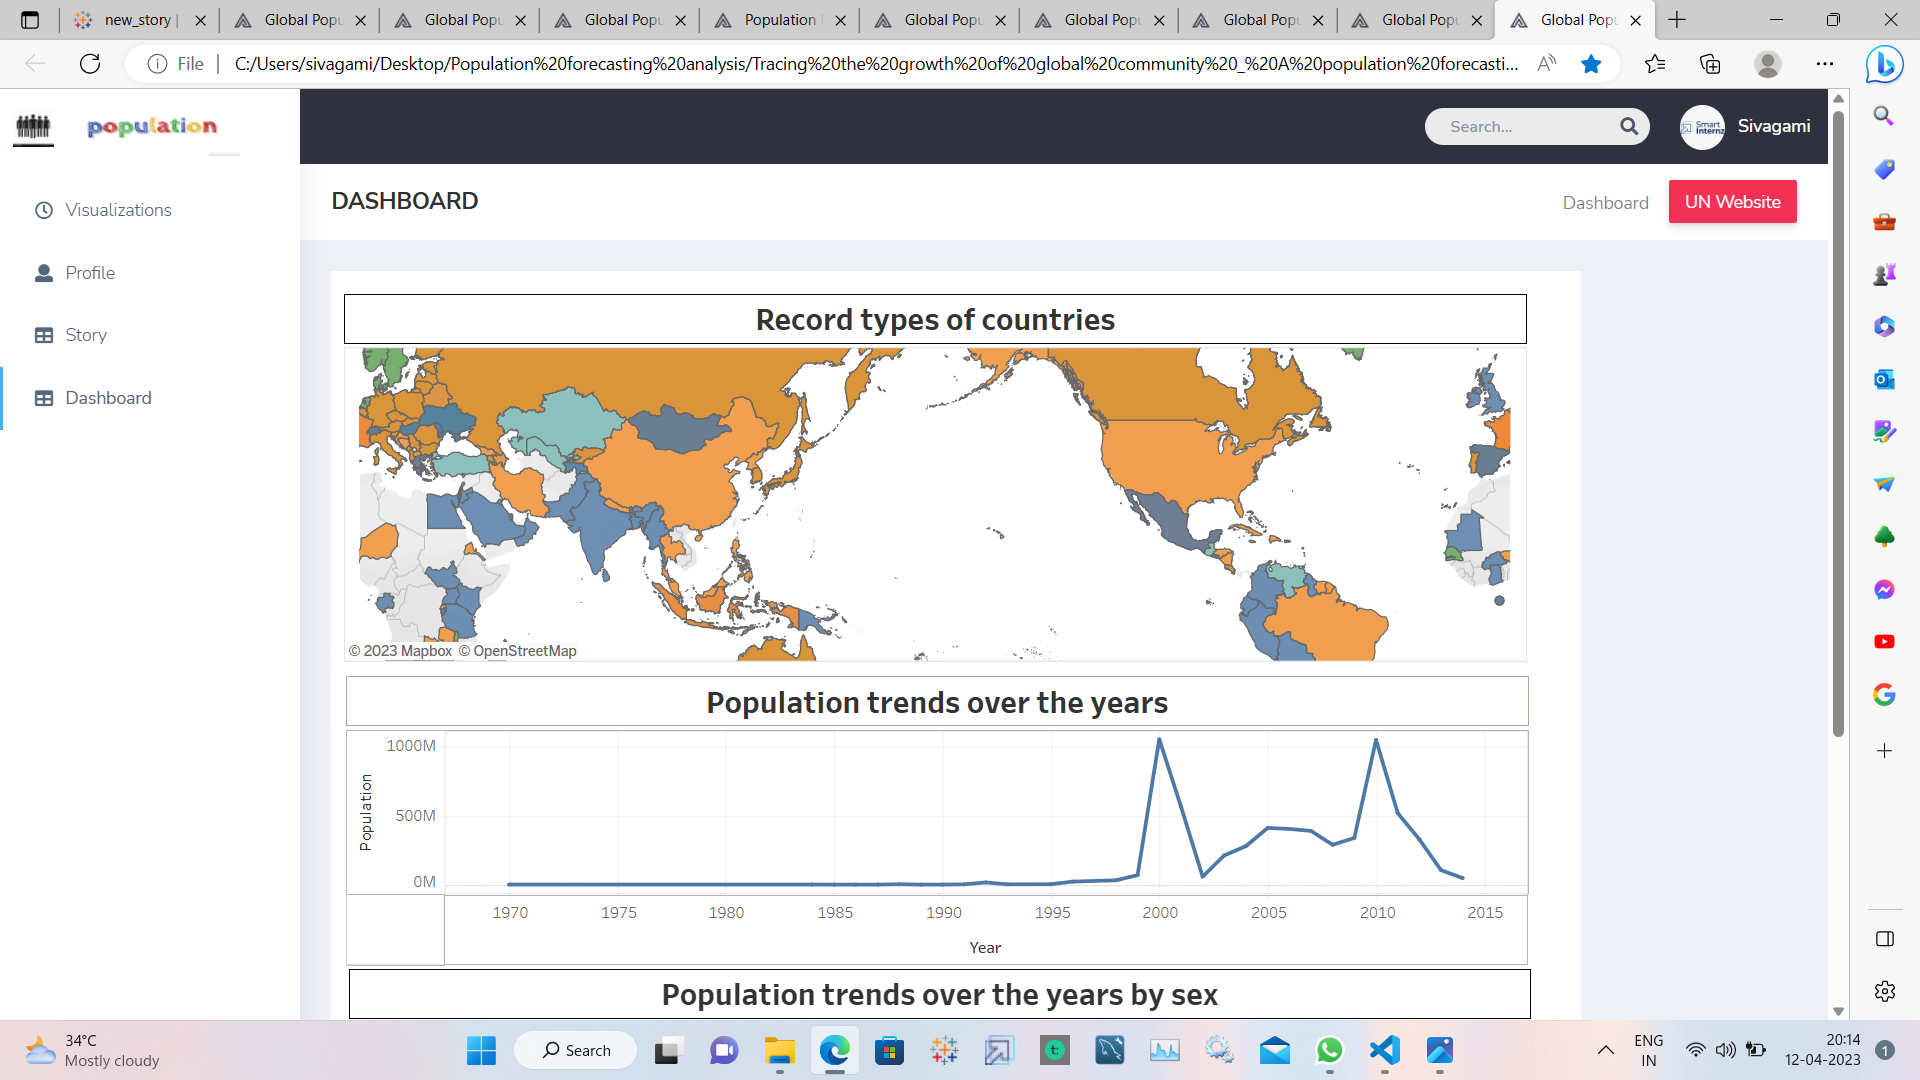 new_story |
Global Popu
Global Popu
Global Popu
Population
Global Popu
Global Popu
Global Popu
Global Popu
Global Popu
File
C:/Users/sivagami/Desktop/Population%20forecasting%20analysis/Tracing%20the%20growth%20of%20global%20community%20_%20A%20population%20forecasti...
population
Search...
Smart
Internz
Sivagami
Visualizations
Profile
Story
Dashboard
DASHBOARD
Dashboard
UN Website
Record types of countries
© 2023 Mapbox © OpenStreetMap
Population trends over the years
1000M
500M
0M
Population
1970 1975 1980 1985 1990 1995 2000 2005 2010 2015
Year
Population trends over the years by sex
34°C
Mostly cloudy
Search
ENG
IN
20:14
12-04-2023
1